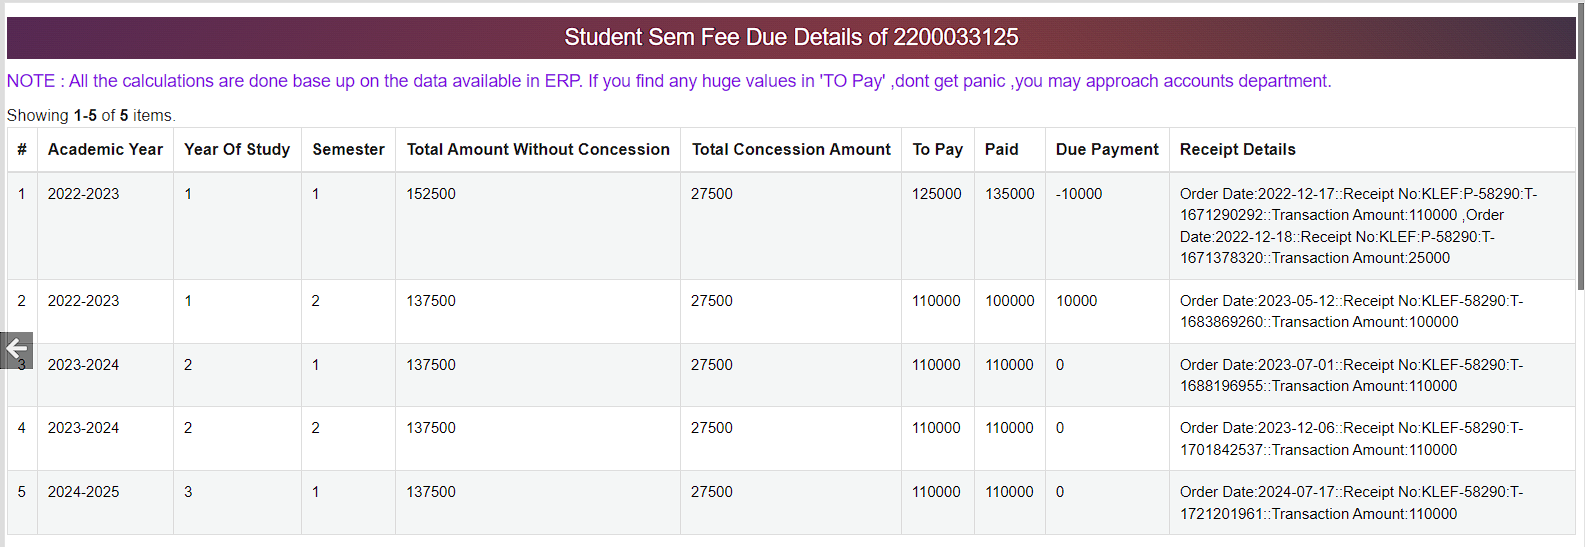 Student Sem Fee Due Details of 2200033125
NOTE : All the calculations are done base up on the data available in ERP. If you find any huge values in 'TO Pay' ,dont get panic ,you may approach accounts department.
Showing 1-5 of 5 items.
# Academic Year Year Of Study Semester Total Amount Without Concession Total Concession Amount To Pay Paid Due Payment Receipt Details
1 2022-2023 1 1 152500 27500 125000 135000 -10000 Order Date:2022-12-17::Receipt No:KLEF:P-58290:T-
1671290292::Transaction Amount:110000 ,Order
Date:2022-12-18::Receipt No:KLEF:P-58290:T-
1671378320::Transaction Amount:25000
2 2022-2023 1 2 137500 27500 110000 100000 10000 Order Date:2023-05-12::Receipt No:KLEF-58290:T-
1683869260::Transaction Amount:100000
3 2023-2024 2 1 137500 27500 110000 110000 0 Order Date:2023-07-01::Receipt No:KLEF-58290:T-
1688196955::Transaction Amount:110000
4 2023-2024 2 2 137500 27500 110000 110000 0 Order Date:2023-12-06::Receipt No:KLEF-58290:T-
1701842537::Transaction Amount:110000
5 2024-2025 3 1 137500 27500 110000 110000 0 Order Date:2024-07-17::Receipt No:KLEF-58290:T-
1721201961::Transaction Amount:110000